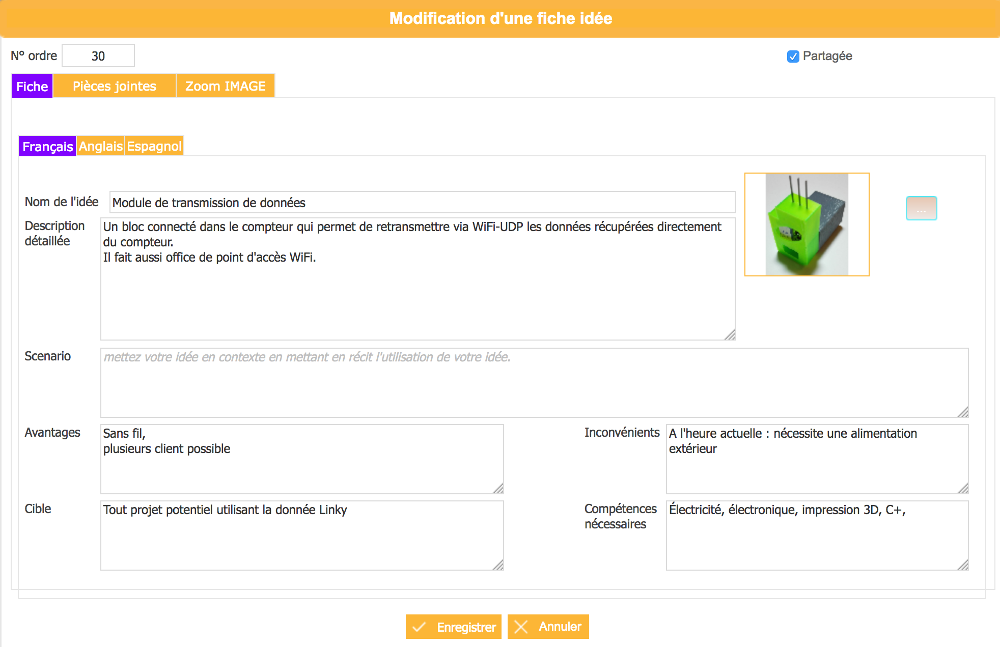 Modification d'une fiche idée
N° ordre 30 Partagée
Fiche Pièces jointes Zoom IMAGE
Français Anglais Espagnol
Nom de l'idée Module de transmission de données
...
Description détaillée
Un bloc connecté dans le compteur qui permet de retransmettre via WiFi-UDP les données récupérées directement
du compteur.
Il fait aussi office de point d'accès WiFi.
Scenario mettez votre idée en contexte en mettant en récit l'utilisation de votre idée.
Avantages
Sans fil,
plusieurs client possible
Inconvénients
A l'heure actuelle : nécessite une alimentation
extérieur
Cible
Tout projet potentiel utilisant la donnée Linky
Compétences
nécessaires
Électricité, électronique, impression 3D, C+,
Enregistrer Annuler